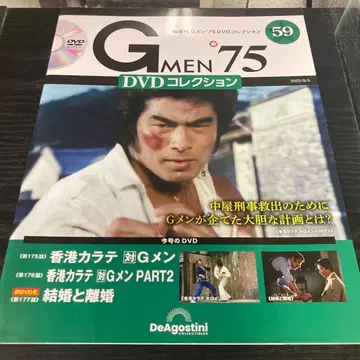 隔週刊 Gメン'75 DVDコレクション
59
DVD
G MEN '75
DVDコレクション
2023/9/5
中屋刑事救出のために
Gメンが企てた大胆な計画とは?
今号のDVD
《第175話》 香港カラテ 対 Gメン
《第176話》 香港カラテ 対 Gメン PART2
《第177話》 結婚と離婚
DeAGOSTINI